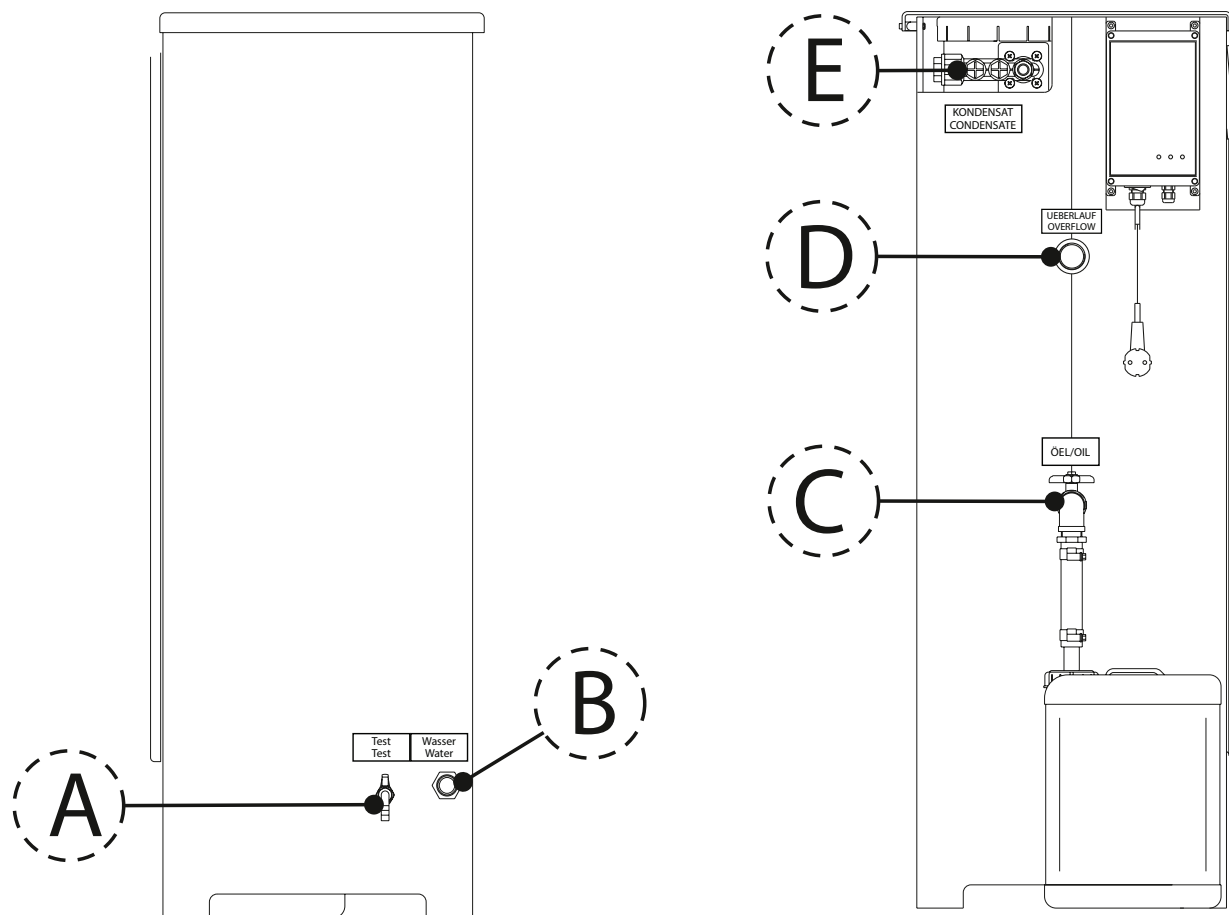 E
KONDENSAT
CONDENSATE
UEBERLAUF
OVERFLOW
D
ÖEL/OIL
C
B
Test
Test
Wasser
Water
A